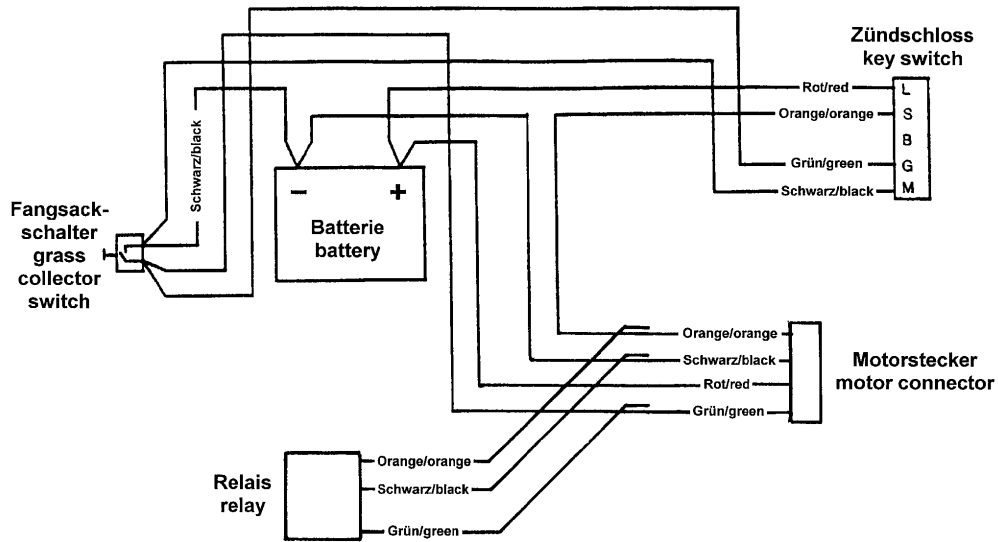 Zündschloss
key switch
Rot/red
L
Orange/orange
S
B
Grün/green
G
Schwarz/black
M
Schwarz/black
Fangsack-
schalter
grass
collector
switch
− +
Batterie
battery
Orange/orange
Schwarz/black
Rot/red
Grün/green
Motorstecker
motor connector
Relais
relay
Orange/orange
Schwarz/black
Grün/green